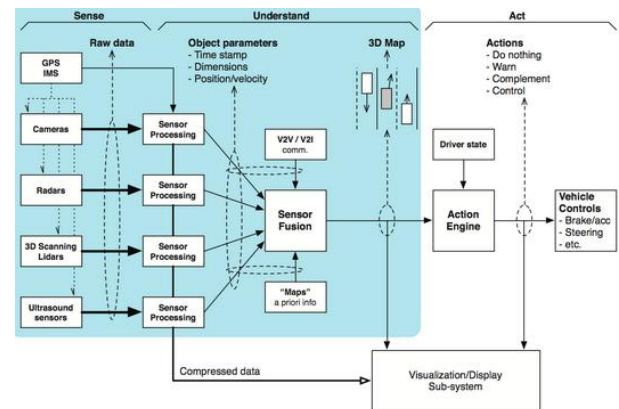 Sense
Understand
Act
Raw data
Object parameters
- Time stamp
- Dimensions
- Position/velocity
3D Map
Actions
- Do nothing
- Warn
- Complement
- Control
GPS
IMS
Cameras
Sensor
Processing
V2V / V2I
comm.
Driver state
Radars
Sensor
Processing
Sensor
Fusion
Action
Engine
Vehicle
Controls
- Brake/acc
- Steering
- etc.
3D Scanning
Lidars
Sensor
Processing
"Maps"
a priori info
Ultrasound
sensors
Sensor
Processing
Compressed data
Visualization/Display
Sub-system